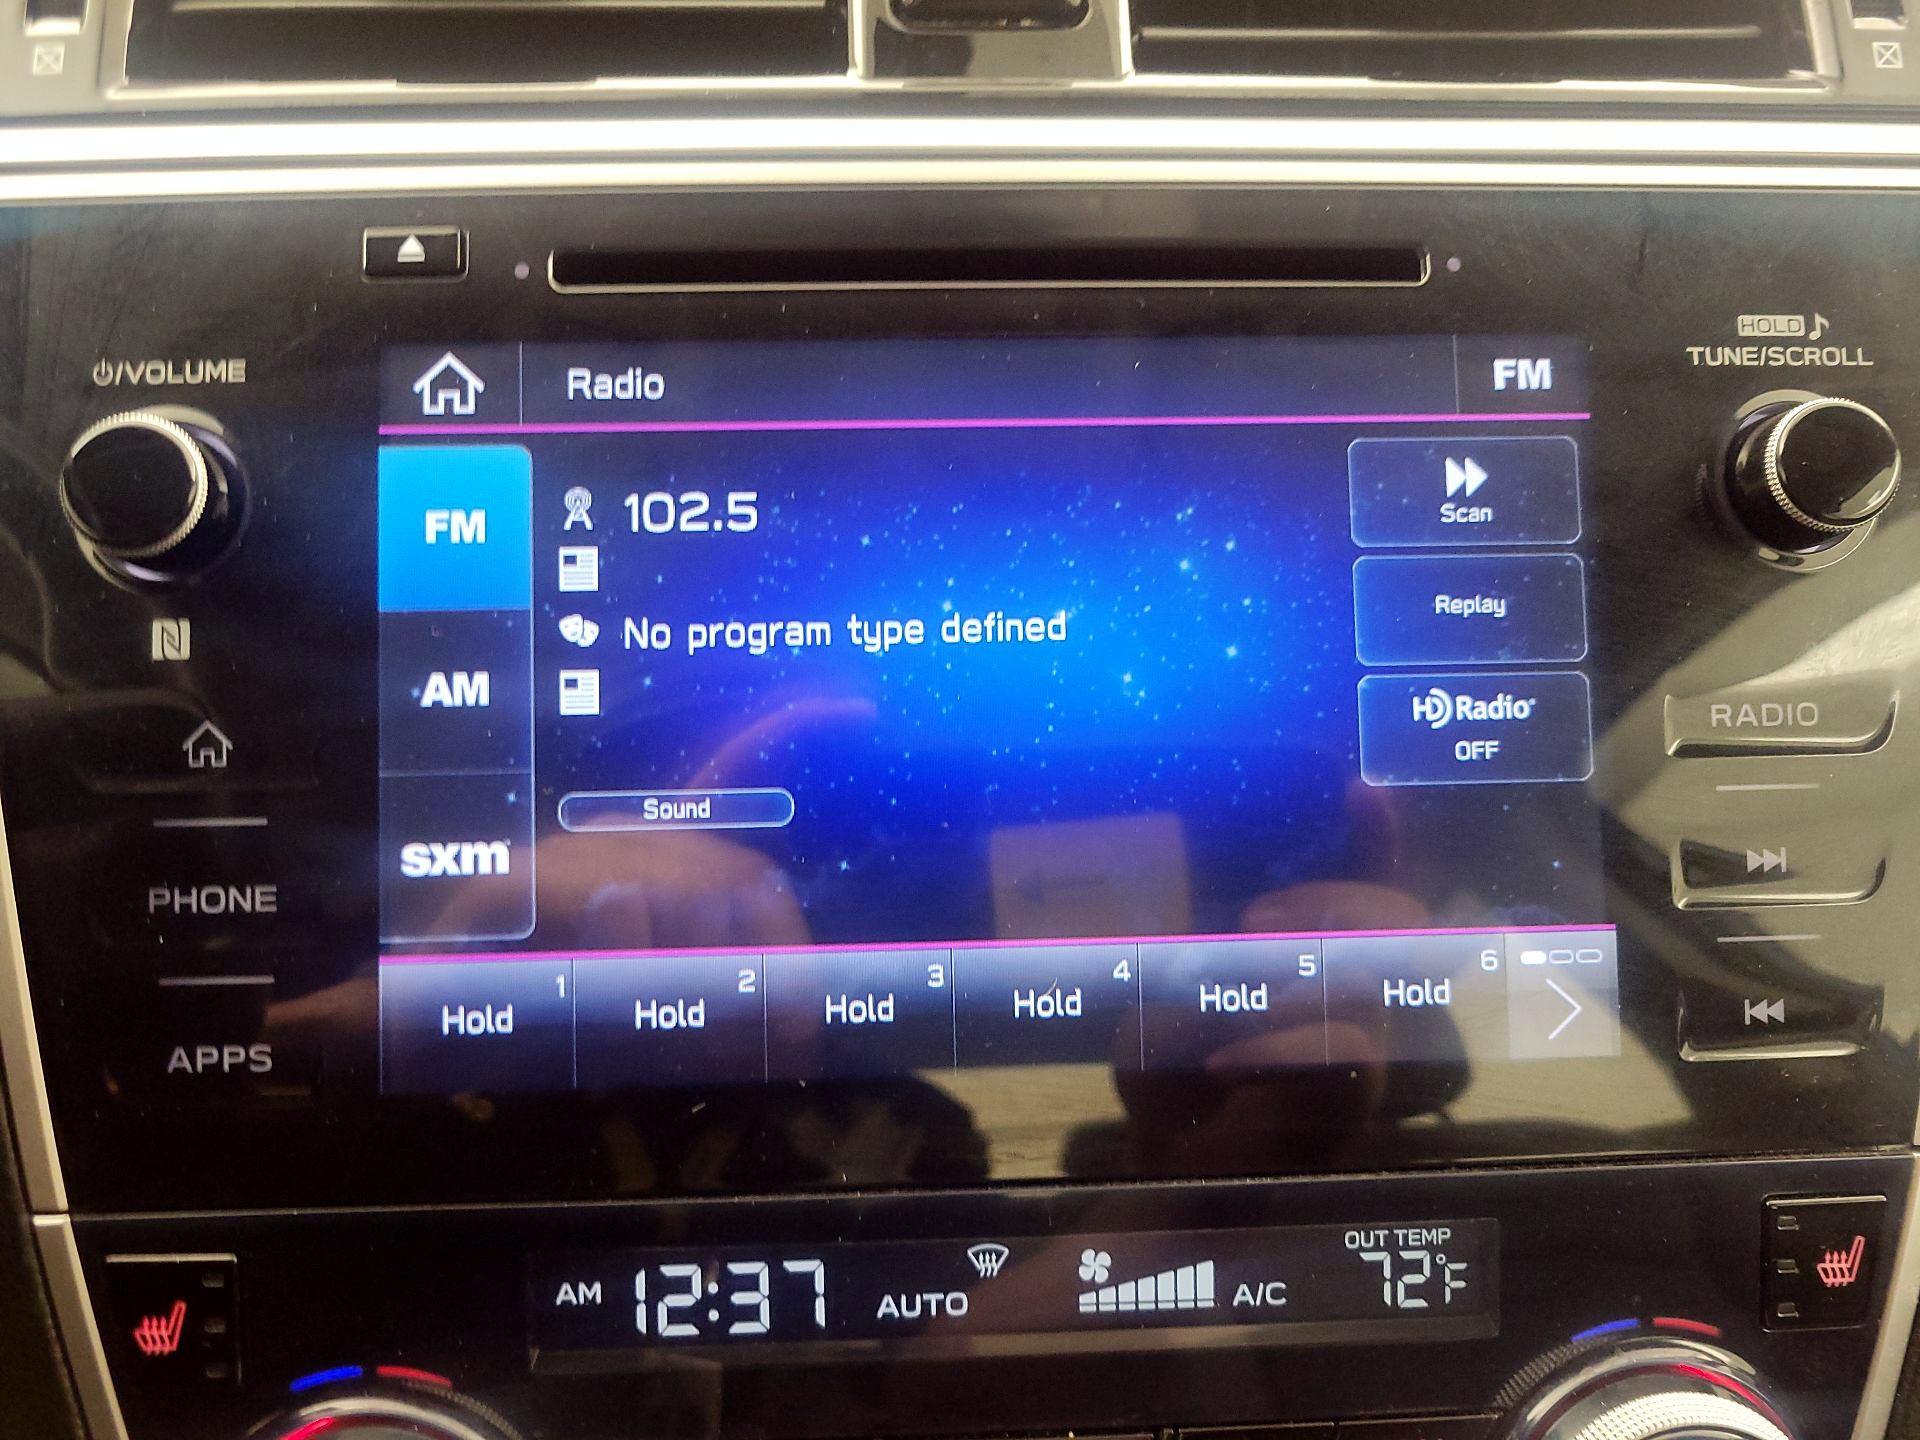 ⏻/VOLUME
HOLD ♪
TUNE/SCROLL
Radio
FM
FM
102.5
Scan
No program type defined
Replay
AM
HD Radio
OFF
RADIO
Sound
sxm
PHONE
APPS
1
Hold
2
Hold
3
Hold
4
Hold
5
Hold
6
Hold
AM 12:37
AUTO
A/C
OUT TEMP
72°F